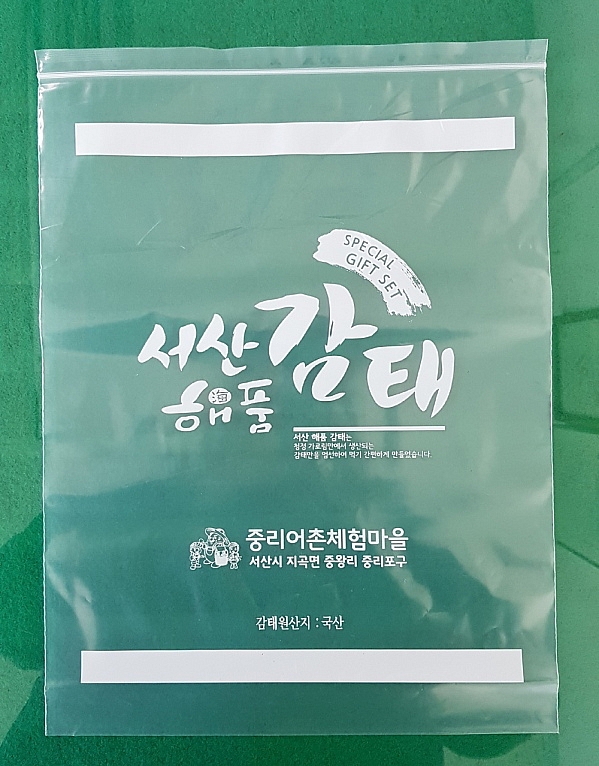 SPECIAL
GIFT SET
서산
해품
海
감태
서산 해품 감태는
청정 가로림만에서 생산되는
감태만을 엄선하여 먹기 간편하게 만들었습니다.
중리어촌체험마을
서산시 지곡면 중왕리 중리포구
감태원산지 : 국산